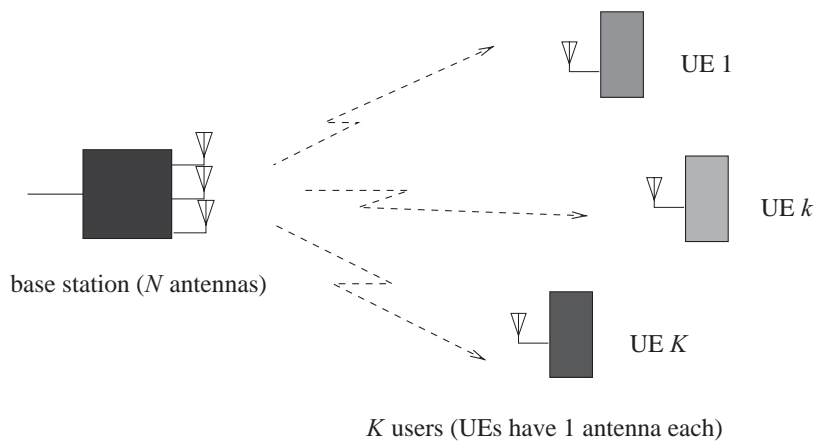 UE 1
UE k
base station (N antennas)
UE K
K users (UEs have 1 antenna each)